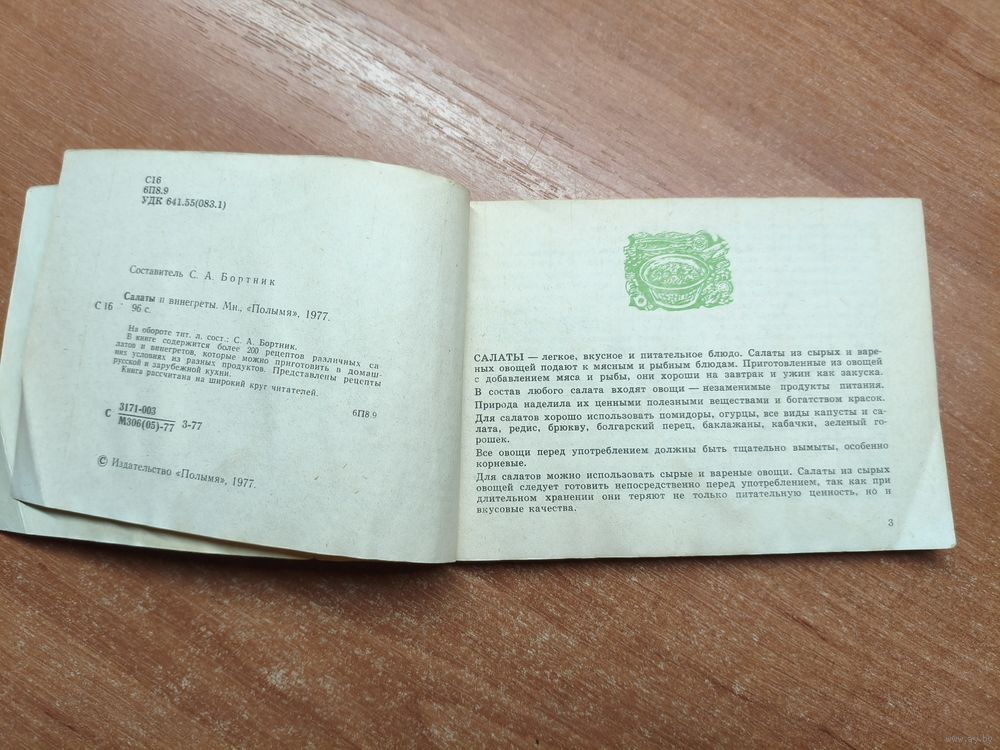 С16
6П8.9
УДК 641.55(083.1)
Составитель С. А. Бортник
Салаты и винегреты. Мн., «Полымя», 1977.
С 16 96 с.
На обороте тит. л. сост.: С. А. Бортник.
В книге содержится более 200 рецептов различных са-
латов и винегретов, которые можно приготовить в домаш-
них условиях из разных продуктов. Представлены рецепты
русской и зарубежной кухни.
Книга рассчитана на широкий круг читателей.
6П8.9
С 3171-003
М306(05)-77 3-77
© Издательство «Полымя», 1977.
САЛАТЫ — легкое, вкусное и питательное блюдо. Салаты из сырых и варе-
ных овощей подают к мясным и рыбным блюдам. Приготовленные из овощей
с добавлением мяса и рыбы, они хороши на завтрак и ужин как закуска.
В состав любого салата входят овощи — незаменимые продукты питания.
Природа наделила их ценными полезными веществами и богатством красок.
Для салатов хорошо использовать помидоры, огурцы, все виды капусты и са-
лата, редис, брюкву, болгарский перец, баклажаны, кабачки, зеленый го-
рошек.
Все овощи перед употреблением должны быть тщательно вымыты, особенно
корневые.
Для салатов можно использовать сырые и вареные овощи. Салаты из сырых
овощей следует готовить непосредственно перед употреблением, так как при
длительном хранении они теряют не только питательную ценность, но и
вкусовые качества.
3
www.ay.by